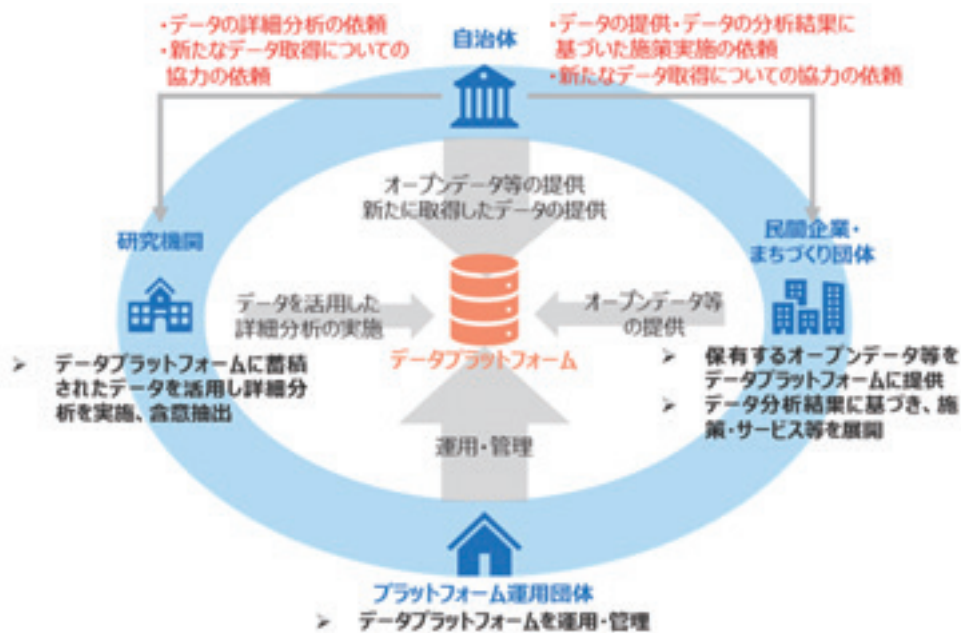 ・データの詳細分析の依頼
・新たなデータ取得についての
協力の依頼
自治体
・データの提供・データの分析結果に
基づいた施策実施の依頼
・新たなデータ取得についての協力の依頼
オープンデータ等の提供
新たに取得したデータの提供
研究機関
民間企業・
まちづくり団体
データを活用した
詳細分析の実施
オープンデータ等
の提供
データプラットフォーム
➢ データプラットフォームに蓄積
されたデータを活用し詳細分
析を実施、含意抽出
➢ 保有するオープンデータ等を
データプラットフォームに提供
➢ データ分析結果に基づき、施
策・サービス等を展開
運用・管理
プラットフォーム運用団体
➢ データプラットフォームを運用・管理